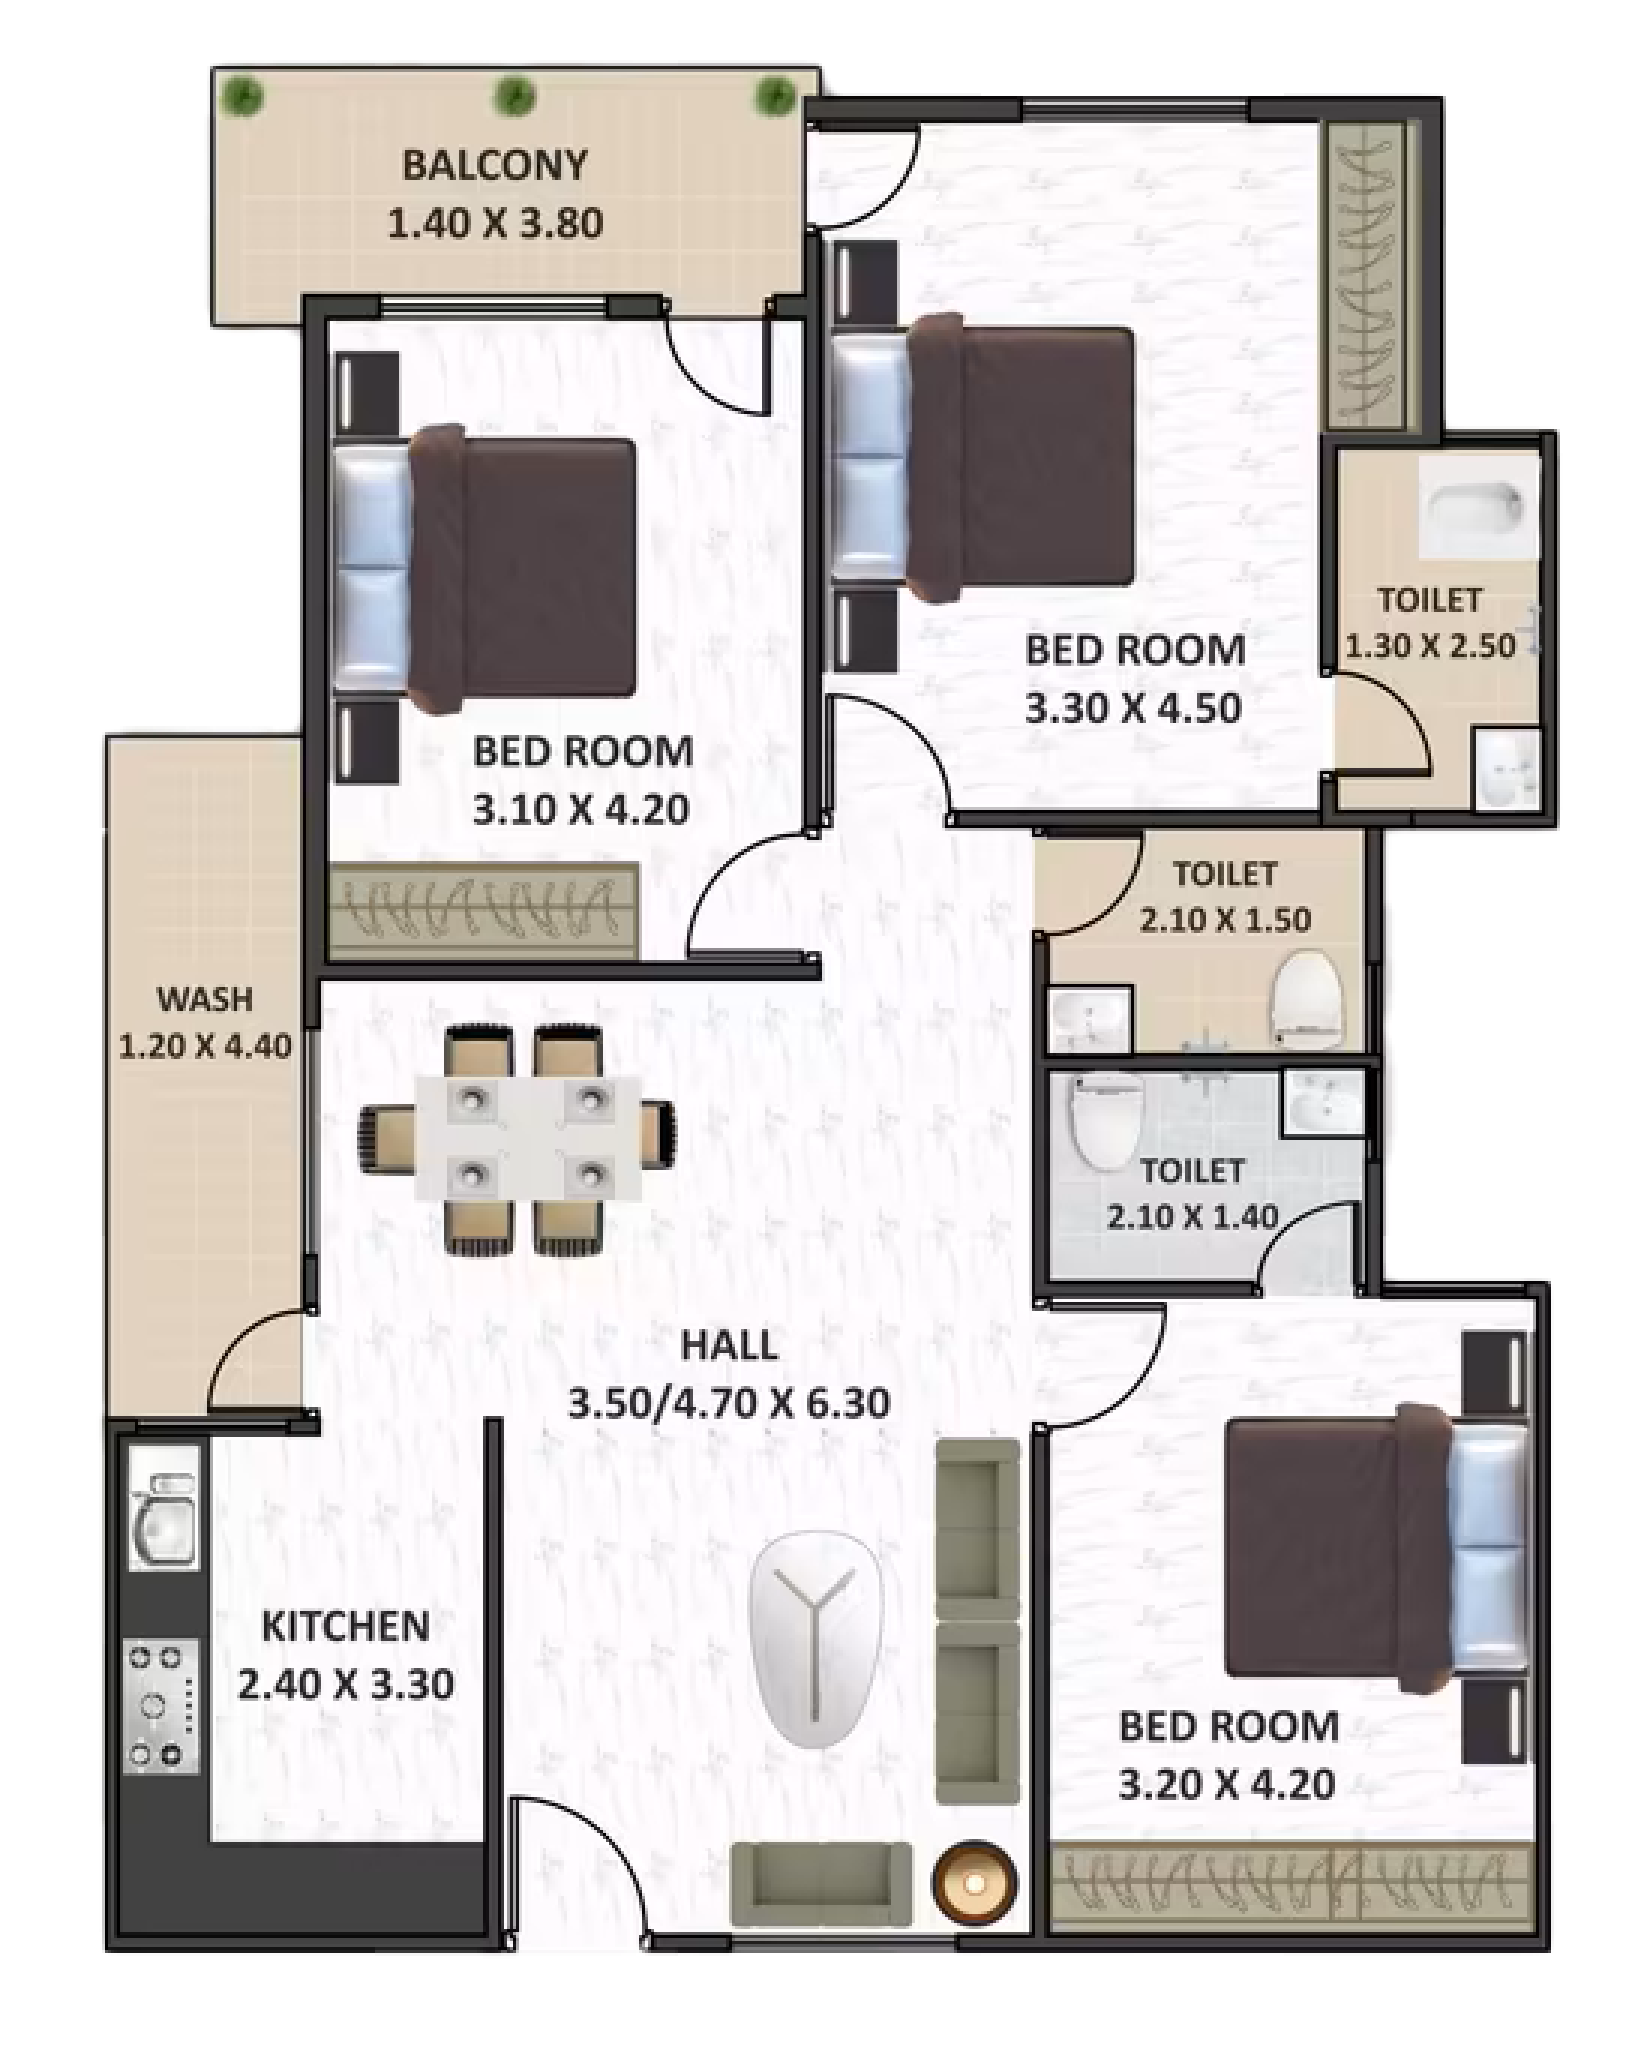 BALCONY
1.40 X 3.80
BED ROOM
3.30 X 4.50
TOILET
1.30 X 2.50
BED ROOM
3.10 X 4.20
TOILET
2.10 X 1.50
WASH
1.20 X 4.40
TOILET
2.10 X 1.40
HALL
3.50/4.70 X 6.30
KITCHEN
2.40 X 3.30
BED ROOM
3.20 X 4.20